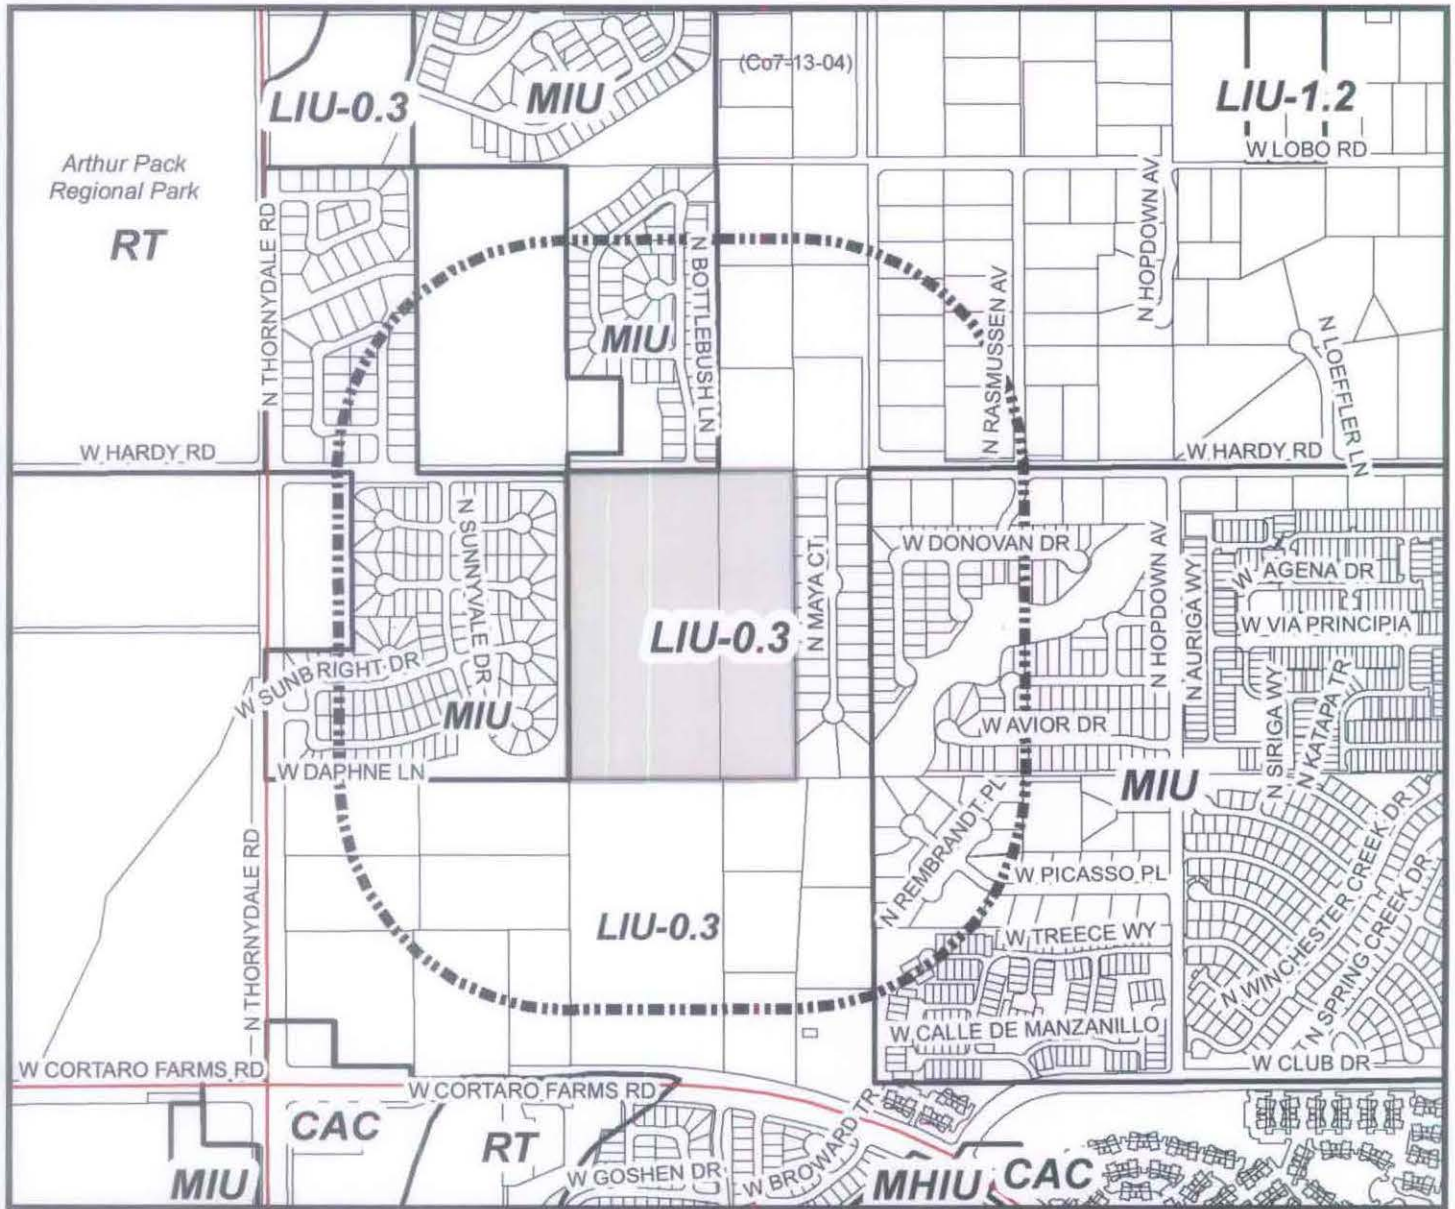 (Co7-13-04)
LIU-0.3
MIU
LIU-1.2
W LOBO RD
Arthur Pack
Regional Park
RT
N THORNYDALE RD
N BOTTLEBUSH LN
N HOPDOWN AV
N RASMUSSEN AV
MIU
N LOEFFLER LN
W HARDY RD
W HARDY RD
N SUNNYVALE DR
N MAYA CT
W DONOVAN DR
N HOPDOWN AV
N AURIGA WY
W AGENA DR
W VIA PRINCIPIA
LIU-0.3
W SUNBRIGHT DR
MIU
W AVIOR DR
N SIRIGA WY
N KATAPA TR
W DAPHNE LN
MIU
N THORNYDALE RD
N REMBRANDT PL
W PICASSO PL
N WINCHESTER CREEK DR
N SPRING CREEK DR
LIU-0.3
W TREECE WY
W CALLE DE MANZANILLO
W CLUB DR
W CORTARO FARMS RD
W CORTARO FARMS RD
CAC
RT
W GOSHEN DR
W BROWARD TR
MIU
MHIU
CAC